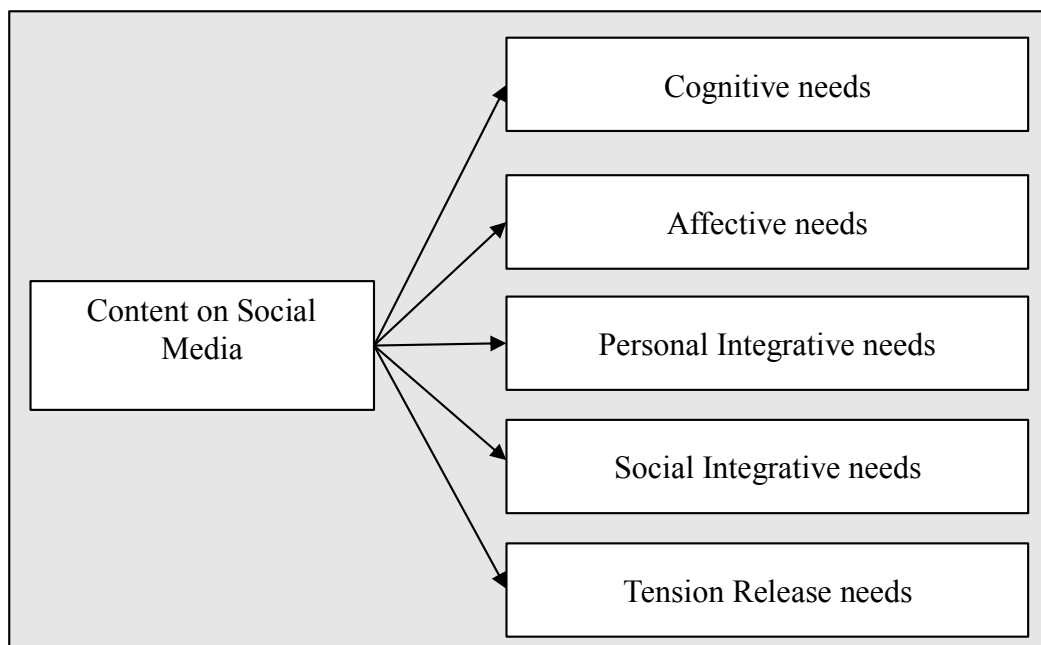 Cognitive needs
Affective needs
Content on Social
Media
Personal Integrative needs
Social Integrative needs
Tension Release needs